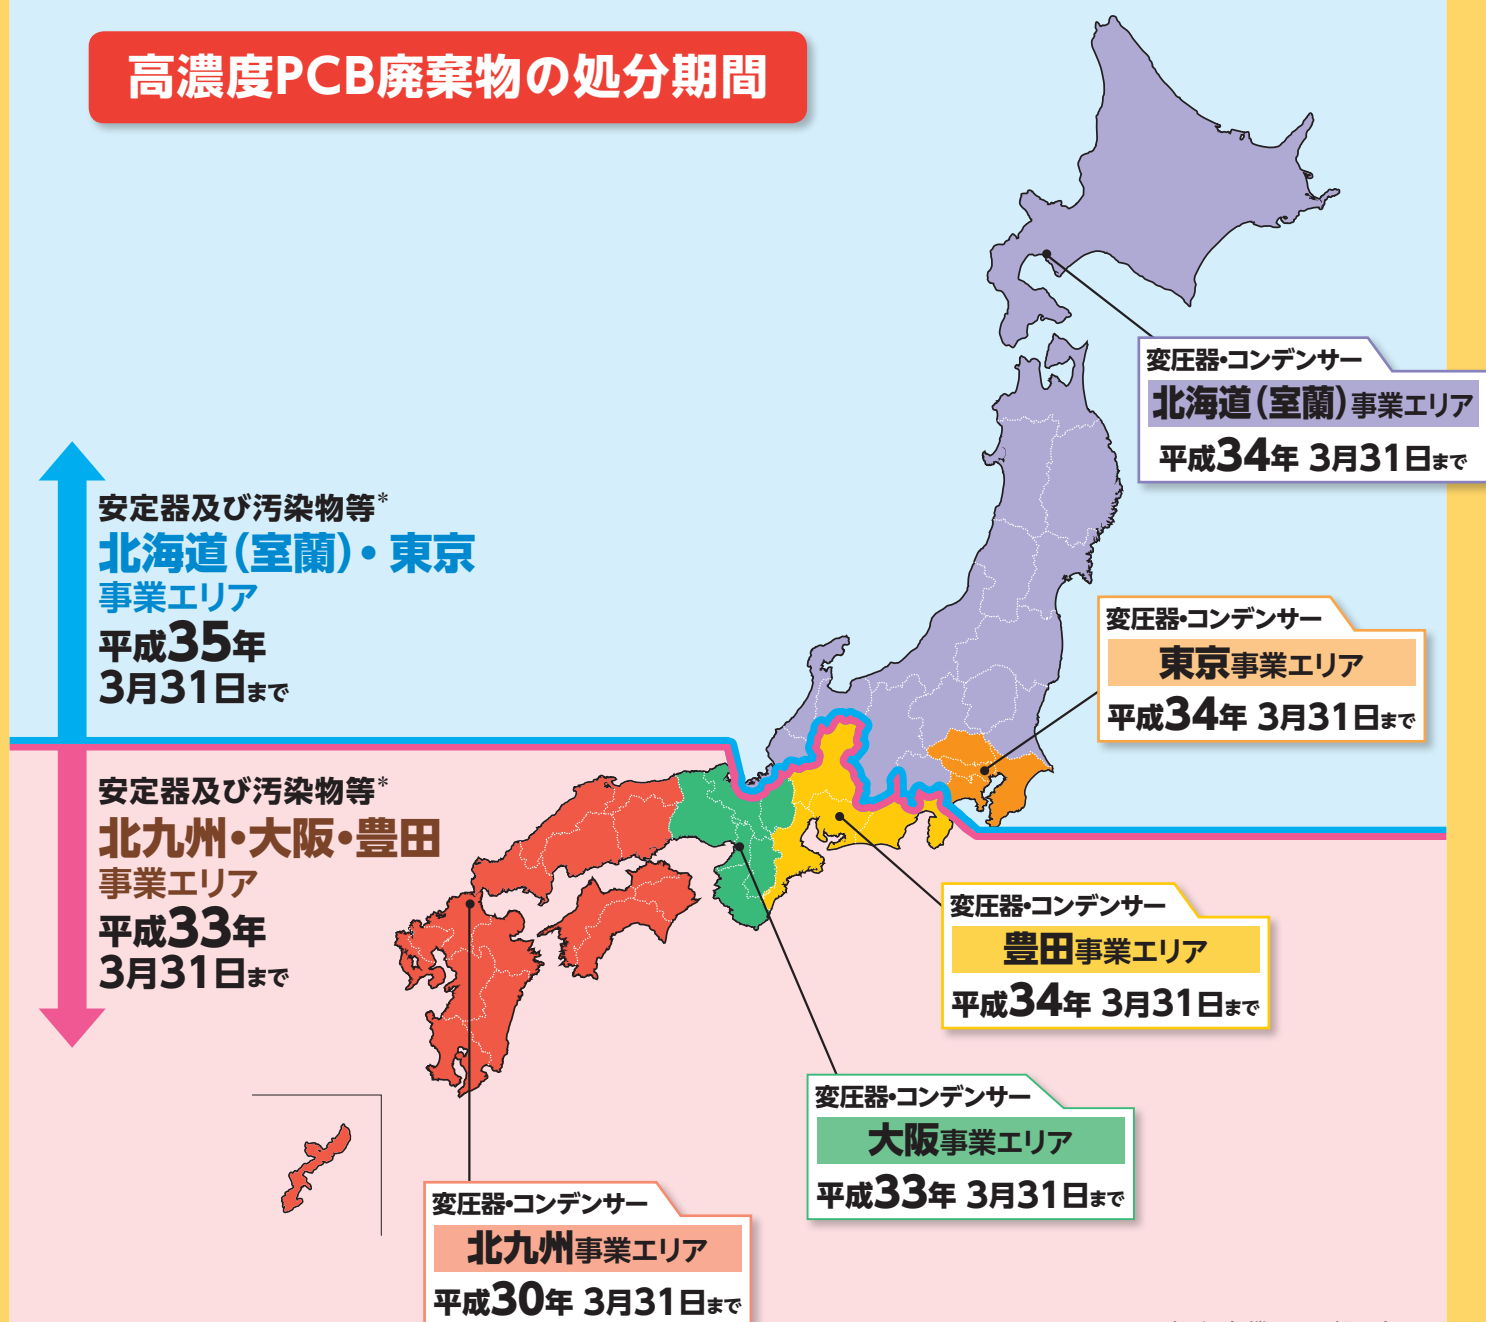 高濃度PCB廃棄物の処分期間
変圧器・コンデンサー
北海道(室蘭)事業エリア
平成34年 3月31日まで
安定器及び汚染物等*
北海道(室蘭)・東京
事業エリア
平成35年
3月31日まで
変圧器・コンデンサー
東京事業エリア
平成34年 3月31日まで
安定器及び汚染物等*
北九州・大阪・豊田
事業エリア
平成33年
3月31日まで
変圧器・コンデンサー
豊田事業エリア
平成34年 3月31日まで
変圧器・コンデンサー
大阪事業エリア
平成33年 3月31日まで
変圧器・コンデンサー
北九州事業エリア
平成30年 3月31日まで